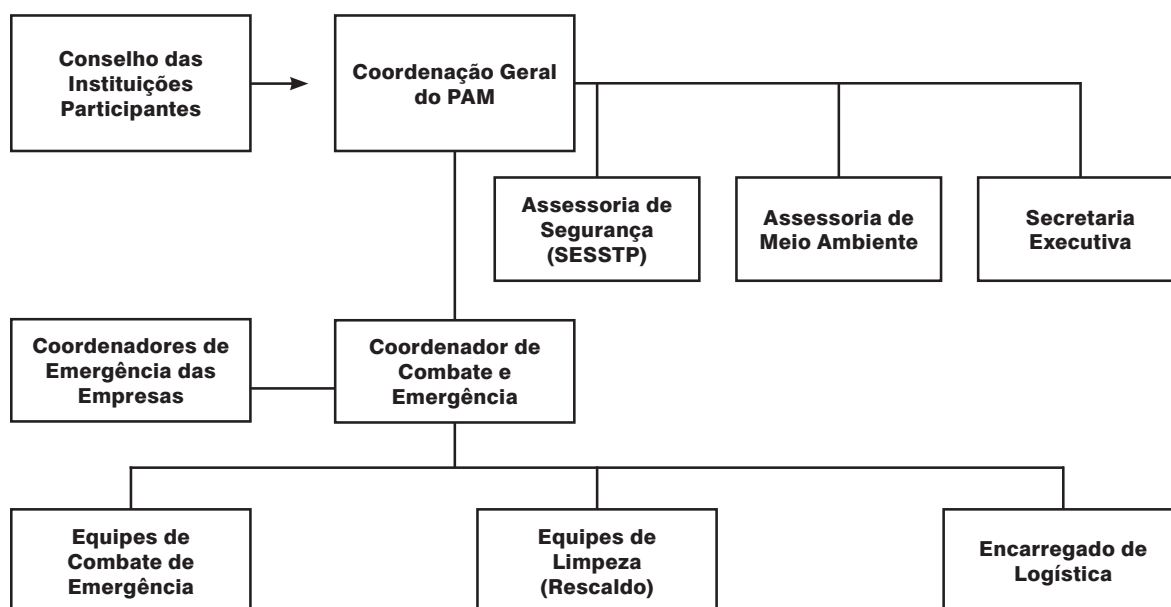 Conselho das
Instituições
Participantes
Coordenação Geral
do PAM
Assessoria de
Segurança
(SESSTP)
Assessoria de
Meio Ambiente
Secretaria
Executiva
Coordenadores de
Emergência das
Empresas
Coordenador de
Combate e
Emergência
Equipes de
Combate de
Emergência
Equipes de
Limpeza
(Rescaldo)
Encarregado de
Logística